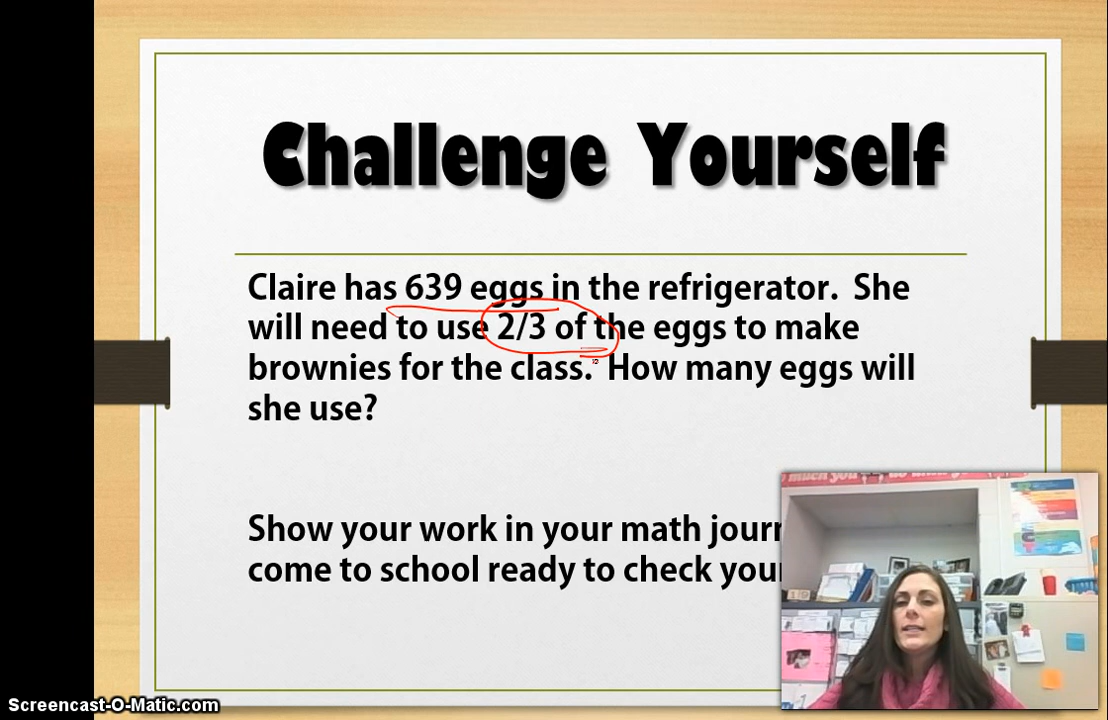 Challenge Yourself
Claire has 639 eggs in the refrigerator. She
will need to use 2/3 of the eggs to make
brownies for the class. How many eggs will
she use?
Show your work in your math journ
come to school ready to check your
Screencast-O-Matic.com